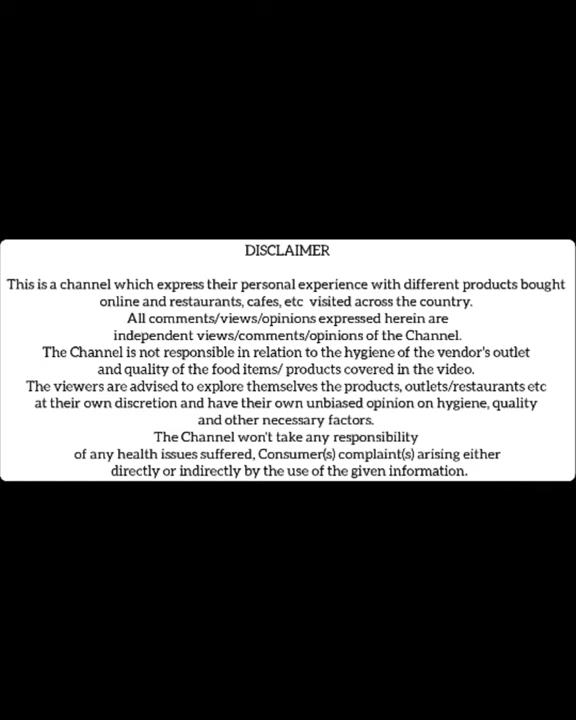 DISCLAIMER
This is a channel which express their personal experience with different products bought
online and restaurants, cafes, etc visited across the country.
All comments/views/opinions expressed herein are
independent views/comments/opinions of the Channel.
The Channel is not responsible in relation to the hygiene of the vendor's outlet
and quality of the food items/ products covered in the video.
The viewers are advised to explore themselves the products, outlets/restaurants etc
at their own discretion and have their own unbiased opinion on hygiene, quality
and other necessary factors.
The Channel won't take any responsibility
of any health issues suffered, Consumer(s) complaint(s) arising either
directly or indirectly by the use of the given information.